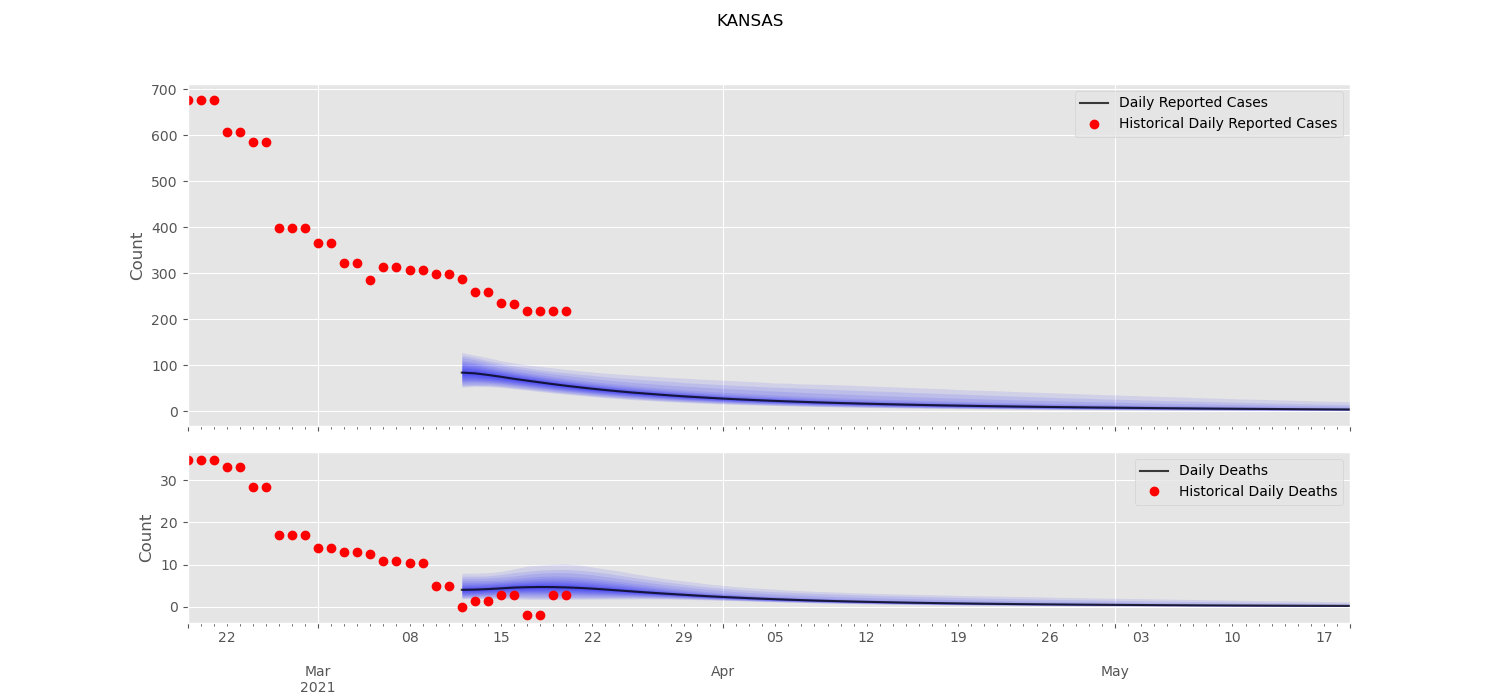 KANSAS
700
600
500
400
300
200
100
0
Count
Daily Reported Cases
Historical Daily Reported Cases
30
20
10
0
Count
Daily Deaths
Historical Daily Deaths
22 08 15 22 29 05 12 19 26 03 10 17
Mar Apr May
2021